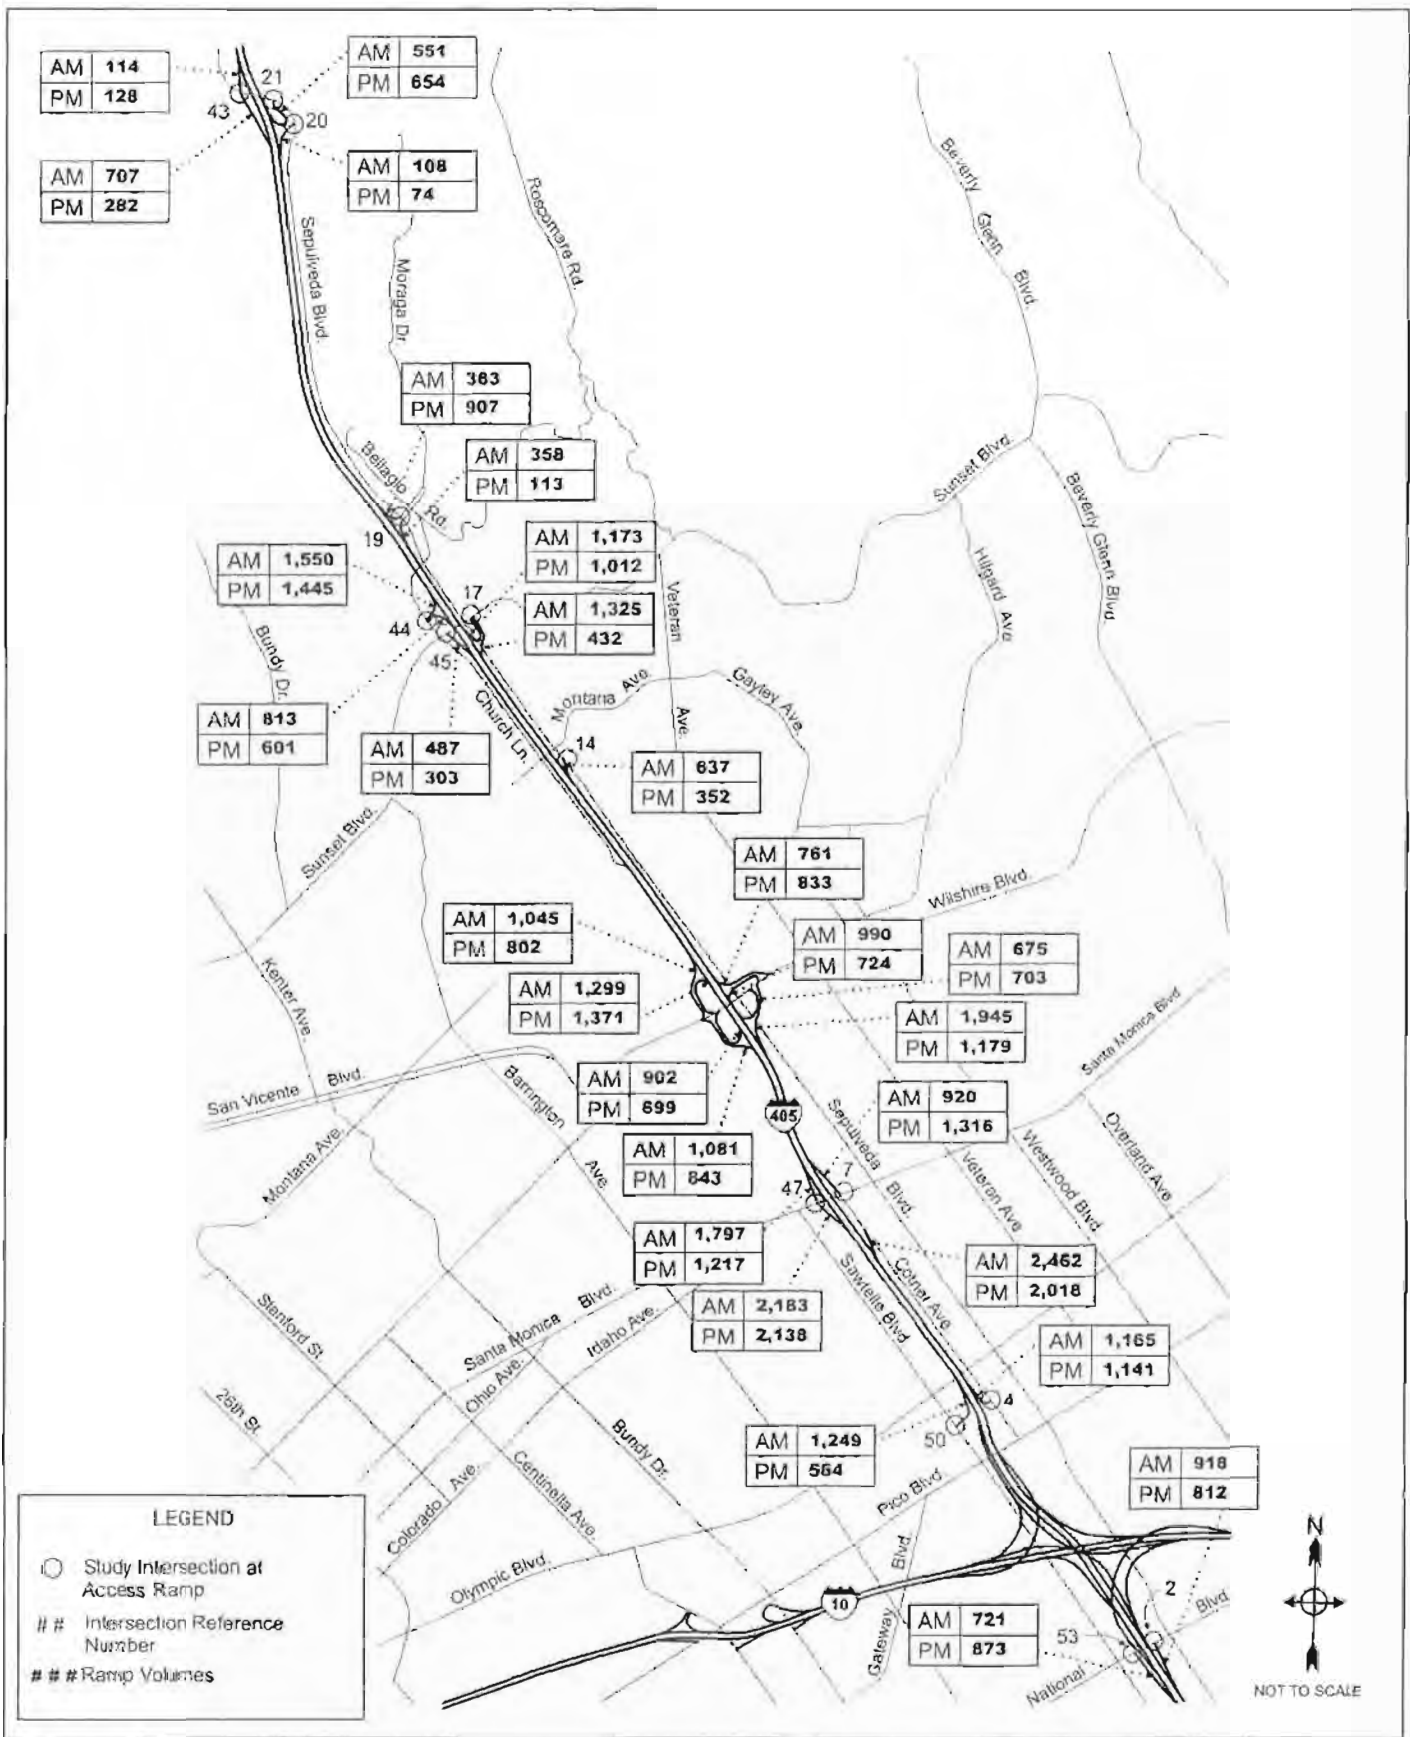 AM 114
PM 128
43
21
20
AM 551
PM 654
AM 707
PM 282
AM 108
PM 74
Sepulveda Blvd.
Moraga Dr.
Roscomare Rd.
Beverly Glenn Blvd.
AM 363
PM 907
AM 358
PM 113
Bellagio Rd.
19
AM 1,550
PM 1,445
17
AM 1,173
PM 1,012
AM 1,325
PM 432
44
45
Bundy Dr.
Church Ln.
Veteran Ave.
Sunset Blvd.
Hilgard Ave.
Beverly Glenn Blvd.
AM 813
PM 601
AM 487
PM 303
Montana Ave.
Gayley Ave.
14
AM 637
PM 352
Sunset Blvd.
AM 761
PM 833
Wilshire Blvd.
AM 1,045
PM 802
AM 990
PM 724
AM 675
PM 703
AM 1,299
PM 1,371
AM 1,945
PM 1,179
Kenter Ave.
Santa Monica Blvd
San Vicente Blvd.
Barrington Ave.
AM 902
PM 699
405
AM 920
PM 1,316
AM 1,081
PM 843
Montana Ave.
Sepulveda Blvd.
Veteran Ave
Westwood Blvd
Overland Ave
7
47
AM 1,797
PM 1,217
AM 2,462
PM 2,018
AM 2,183
PM 2,138
Cotner Ave
Sawtelle Blvd
Stanford St
Santa Monica Blvd.
Idaho Ave.
Ohio Ave.
26th St
AM 1,165
PM 1,141
4
50
AM 1,249
PM 564
Bundy Dr.
Centinella Ave.
Colorado Ave.
Pico Blvd
AM 918
PM 812
Olympic Blvd.
10
Gateway Blvd.
AM 721
PM 873
53
2
National Blvd.
LEGEND
Study Intersection at
Access Ramp
# # Intersection Reference
Number
# # # Ramp Volumes
N
NOT TO SCALE